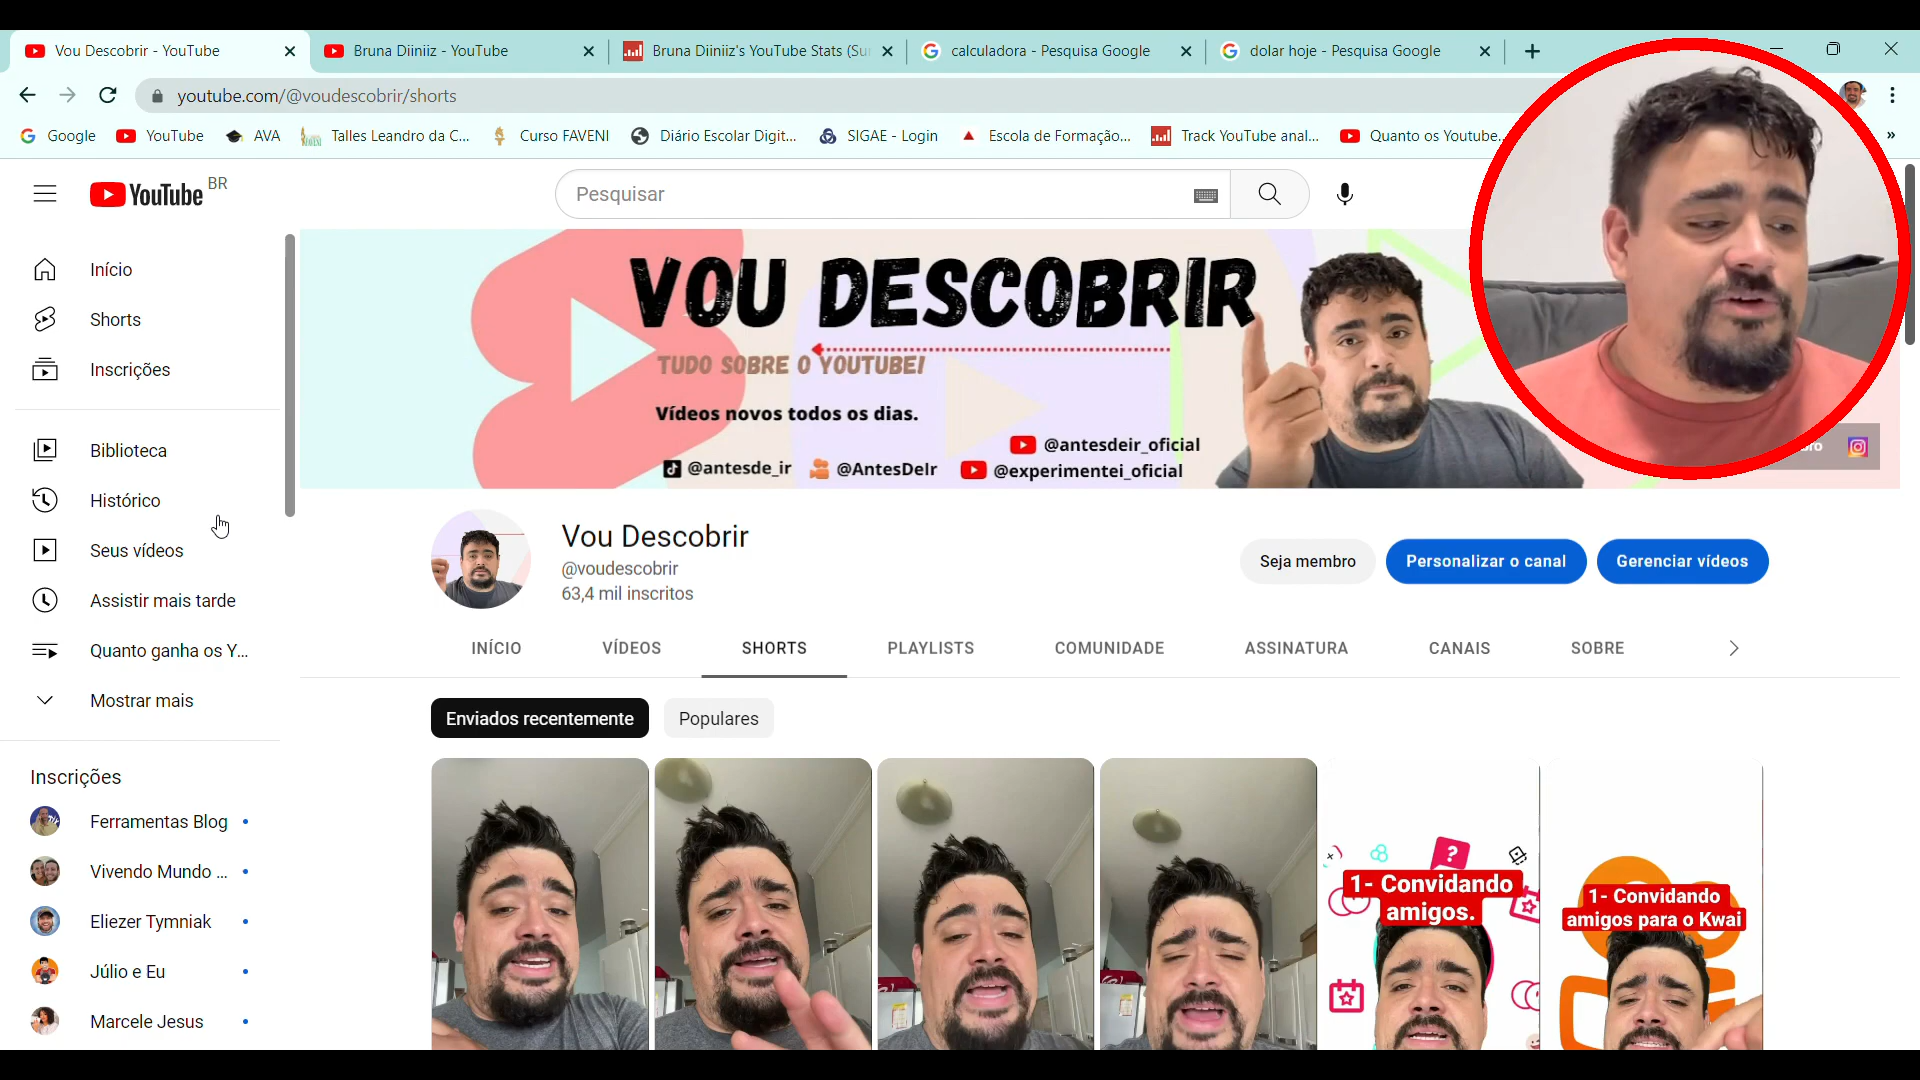 Vou Descobrir - YouTube
Bruna Diiniiz - YouTube
Bruna Diiniiz's YouTube Stats (Su
calculadora - Pesquisa Google
dolar hoje - Pesquisa Google
youtube.com/@voudescobrir/shorts
Google
YouTube
AVA
Talles Leandro da C...
Curso FAVENI
Diário Escolar Digit...
SIGAE - Login
Escola de Formação...
Track YouTube anal...
Quanto os Youtube...
»
YouTube BR
Pesquisar
Início
Shorts
Inscrições
Biblioteca
Histórico
Seus vídeos
Assistir mais tarde
Quanto ganha os Y...
Mostrar mais
Inscrições
Ferramentas Blog
Vivendo Mundo ...
Eliezer Tymniak
Júlio e Eu
Marcele Jesus
VOU DESCOBRIR
TUDO SOBRE O YOUTUBE!
Vídeos novos todos os dias.
@antesdeir_oficial
@antesde_ir @AntesDeIr @experimentei_oficial
Vou Descobrir
@voudescobrir
63,4 mil inscritos
Seja membro
Personalizar o canal
Gerenciar vídeos
INÍCIO
VÍDEOS
SHORTS
PLAYLISTS
COMUNIDADE
ASSINATURA
CANAIS
SOBRE
Enviados recentemente
Populares
1- Convidando
amigos.
1- Convidando
amigos para o Kwai